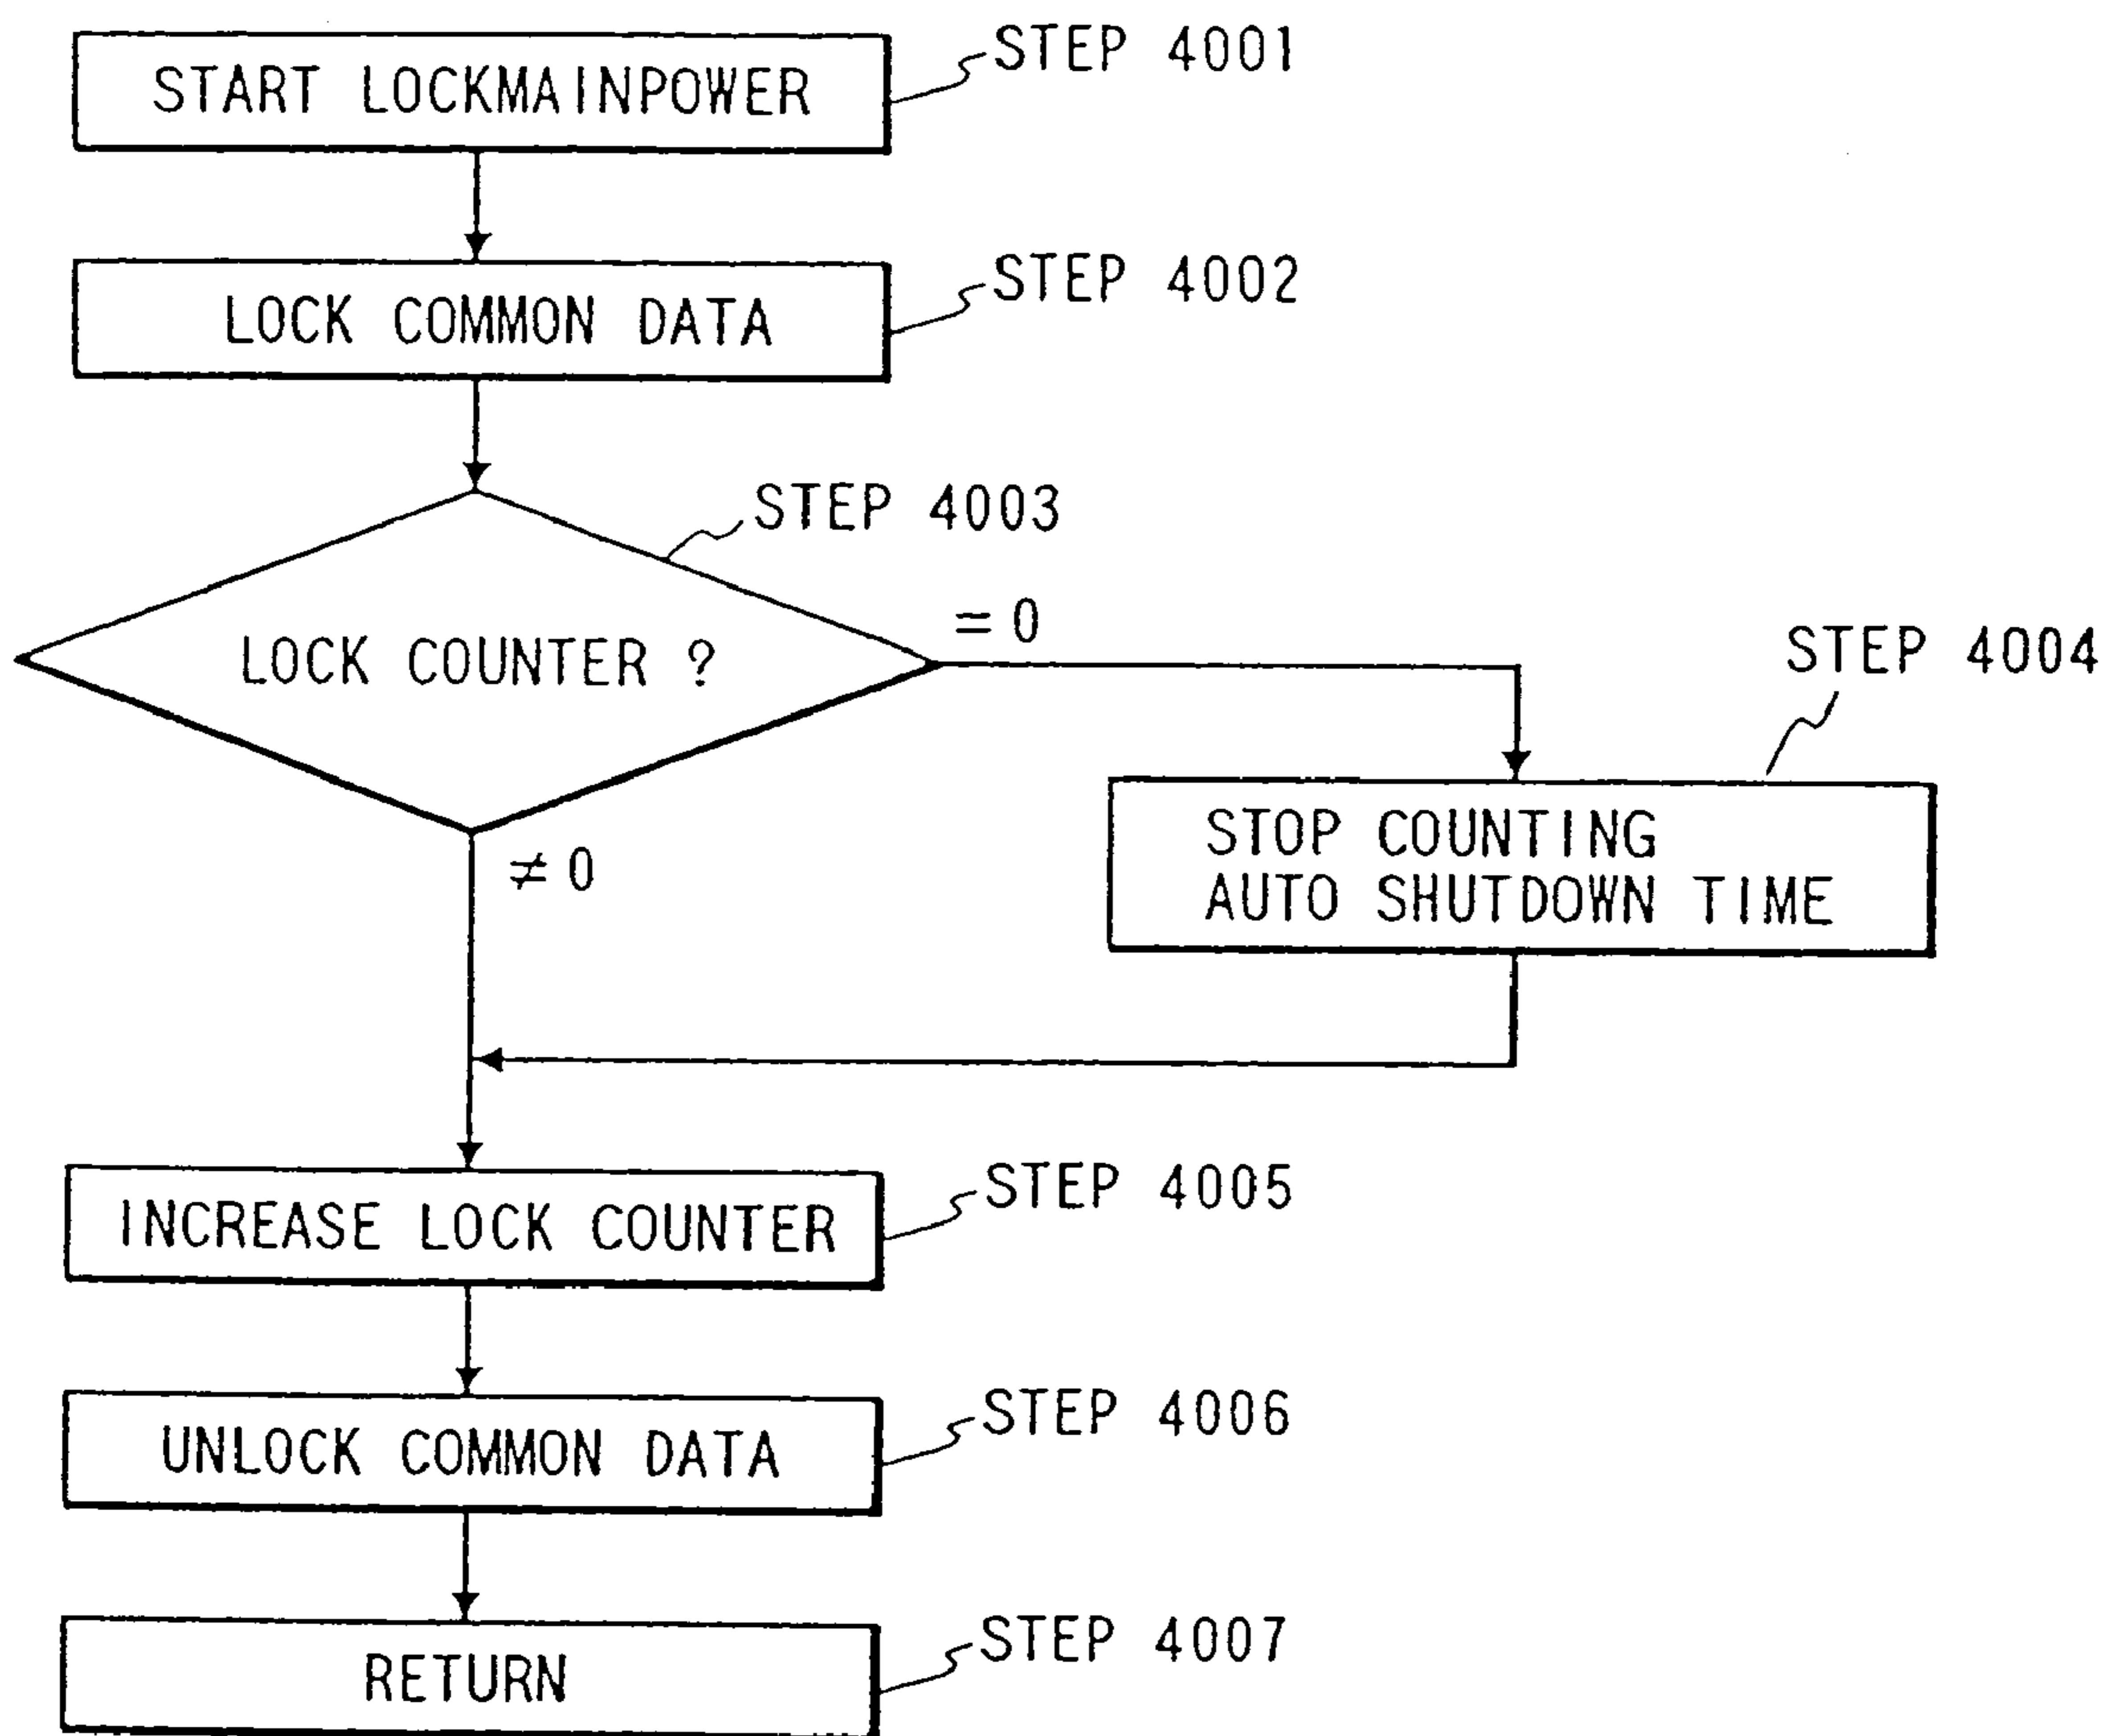 START LOCKMAINPOWER
STEP 4001
LOCK COMMON DATA
STEP 4002
STEP 4003
LOCK COUNTER ?
= 0
STEP 4004
STOP COUNTING
AUTO SHUTDOWN TIME
≠ 0
INCREASE LOCK COUNTER
STEP 4005
UNLOCK COMMON DATA
STEP 4006
RETURN
STEP 4007